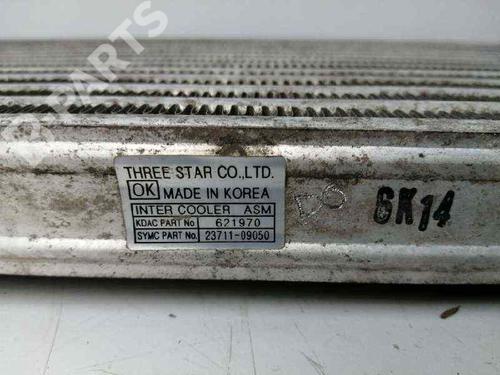 B-PARTS
THREE STAR CO.,LTD.
OK MADE IN KOREA
INTER COOLER ASM
KDAC PART No 621970
SYMC PART No. 23711-09050
6K14